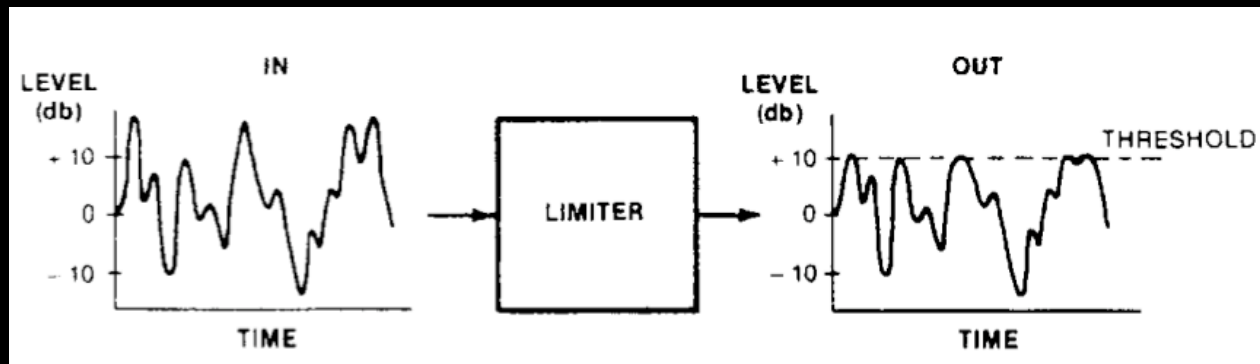 IN
LEVEL
(db)
+ 10
0
- 10
TIME
LIMITER
OUT
LEVEL
(db)
+ 10
0
- 10
THRESHOLD
TIME